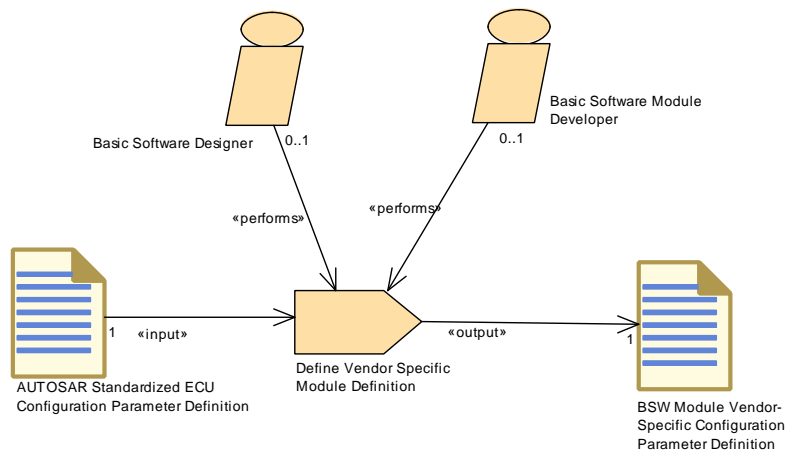 Basic Software Designer
0..1
Basic Software Module
Developer
0..1
«performs»
«performs»
1
«input»
«output»
1
AUTOSAR Standardized ECU
Configuration Parameter Definition
Define Vendor Specific
Module Definition
BSW Module Vendor-
Specific Configuration
Parameter Definition